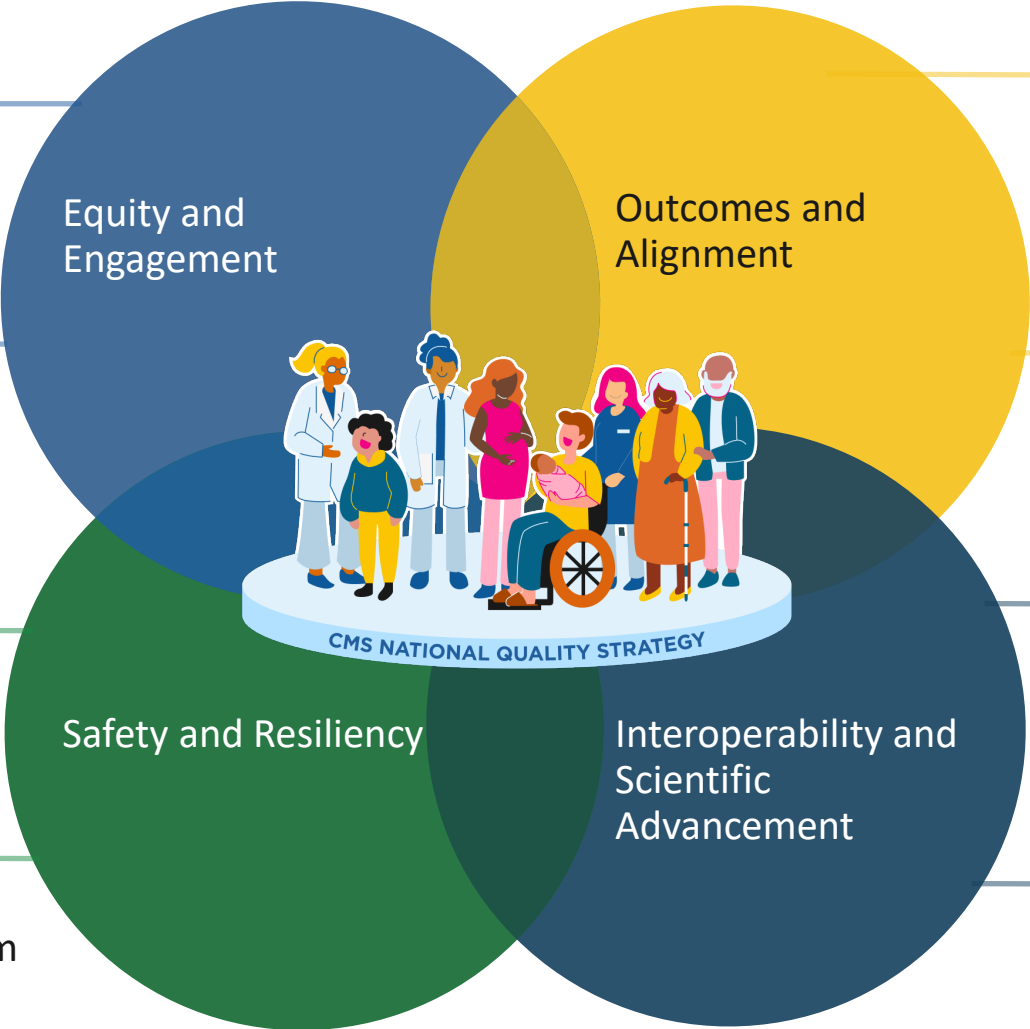 Equity and
Engagement
Outcomes and
Alignment
CMS NATIONAL QUALITY STRATEGY
Safety and Resiliency
Interoperability and
Scientific
Advancement
m